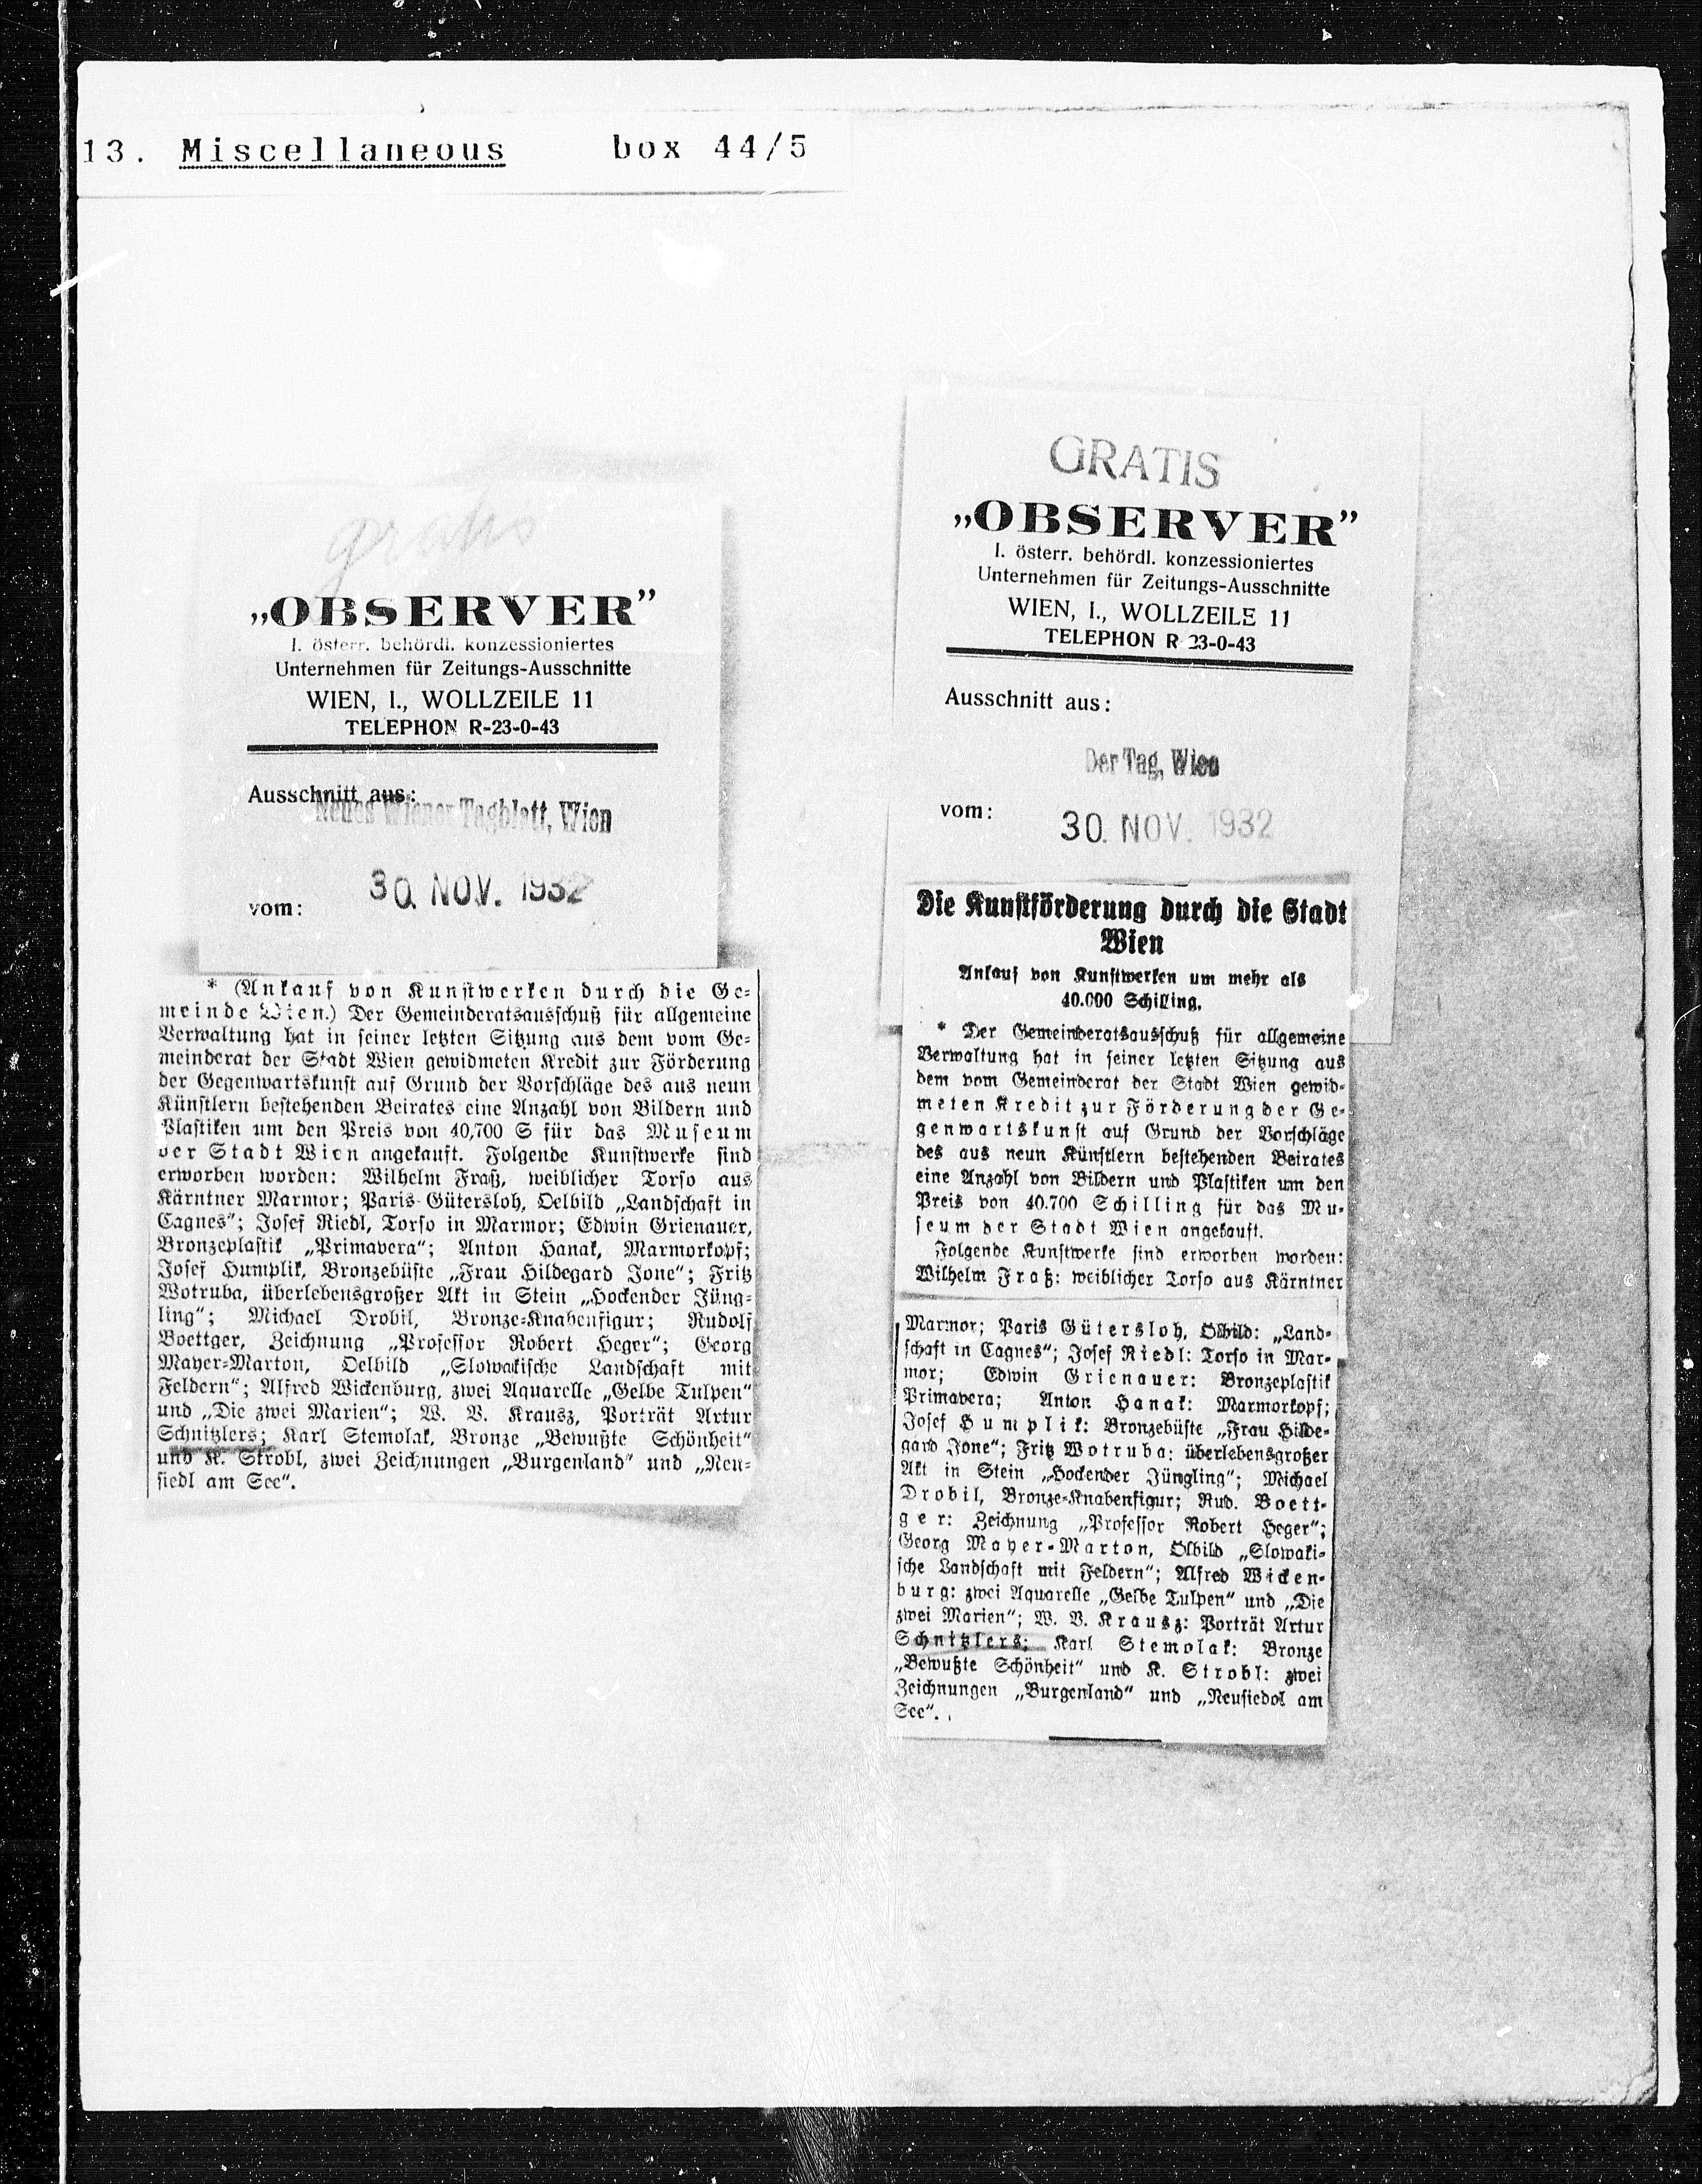 13. Miscellaneous box 44/5
gratis
„OBSERVER”
I. österr. behördl. konzessioniertes
Unternehmen für Zeitungs-Ausschnitte
WIEN, I., WOLLZEILE 11
TELEPHON R-23-0-43
Ausschnitt aus:
Neues Wiener Tagblatt, Wien
30. NOV. 1932
vom:
* (Ankauf von Kunstwerken durch die Ge-
meinde Wien.) Der Gemeinderatsausschuß für allgemeine
Verwaltung hat in seiner letzten Sitzung aus dem vom Ge-
meinderat der Stadt Wien gewidmeten Kredit zur Förderung
der Gegenwartskunst auf Grund der Vorschläge des aus neun
Künstlern bestehenden Beirates eine Anzahl von Bildern und
Plastiken um den Preis von 40,700 S für das Museum
der Stadt Wien angekauft. Folgende Kunstwerke sind
erworben worden: Wilhelm Fraß, weiblicher Torso aus
Kärntner Marmor; Paris-Gütersloh, Oelbild „Landschaft in
Cagnes“; Josef Riedl, Torso in Marmor; Edwin Grienauer,
Bronzeplastik „Primavera“; Anton Hanak, Marmorkopf;
Josef Humplik, Bronzebüste „Frau Hildegard Jone“; Fritz
Wotruba, überlebensgroßer Akt in Stein „Hockender Jüng-
ling“; Michael Drobil, Bronze-Knabenfigur; Rudolf
Boettger, Zeichnung „Professor Robert Heger“; Georg
Mayer-Marton, Oelbild „Slowakische Landschaft mit
Feldern“; Alfred Wickenburg, zwei Aquarelle „Gelbe Tulpen“
und „Die zwei Marien“; W. V. Krausz, Porträt Artur
Schnitzlers; Karl Stemolak, Bronze „Bewußte Schönheit“
und K. Strobl, zwei Zeichnungen „Burgenland“ und „Neu-
siedl am See“.
GRATIS
„OBSERVER”
I. österr. behördl. konzessioniertes
Unternehmen für Zeitungs-Ausschnitte
WIEN, I., WOLLZEILE 11
TELEPHON R-23-0-43
Ausschnitt aus:
Der Tag, Wien
vom: 30. NOV. 1932
Die Kunstförderung durch die Stadt
Wien
Ankauf von Kunstwerken um mehr als
40.000 Schilling.
* Der Gemeinderatsausschuß für allgemeine
Verwaltung hat in seiner letzten Sitzung aus
dem vom Gemeinderat der Stadt Wien gewid-
meten Kredit zur Förderung der Ge-
genwartskunst auf Grund der Vorschläge
des aus neun Künstlern bestehenden Beirates
eine Anzahl von Bildern und Plastiken um den
Preis von 40.700 Schilling für das Mu-
seum der Stadt Wien angekauft.
Folgende Kunstwerke sind erworben worden:
Wilhelm Fraß: weiblicher Torso aus Kärntner
Marmor; Paris Gütersloh, Ölbild: „Land-
schaft in Cagnes“; Josef Riedl: Torso in Mar-
mor; Edwin Grienauer: Bronzeplastik
Primavera; Anton Hanak: Marmorkopf;
Josef Humplik: Bronzebüste „Frau Hilde-
gard Jone“; Fritz Wotruba: überlebensgroßer
Akt in Stein „Hockender Jüngling“; Michael
Drobil, Bronze-Knabenfigur; Rud. Boett-
ger: Zeichnung „Professor Robert Heger“;
Georg Mayer-Marton, Ölbild „Slowaki-
sche Landschaft mit Feldern“; Alfred Wicken-
burg: zwei Aquarelle „Gelbe Tulpen“ und „Die
zwei Marien“; W. V. Krausz: Porträt Artur
Schnitzlers; Karl Stemolak: Bronze
„Bewußte Schönheit“ und K. Strobl: zwei
Zeichnungen „Burgenland“ und „Neusiedol am
See“.